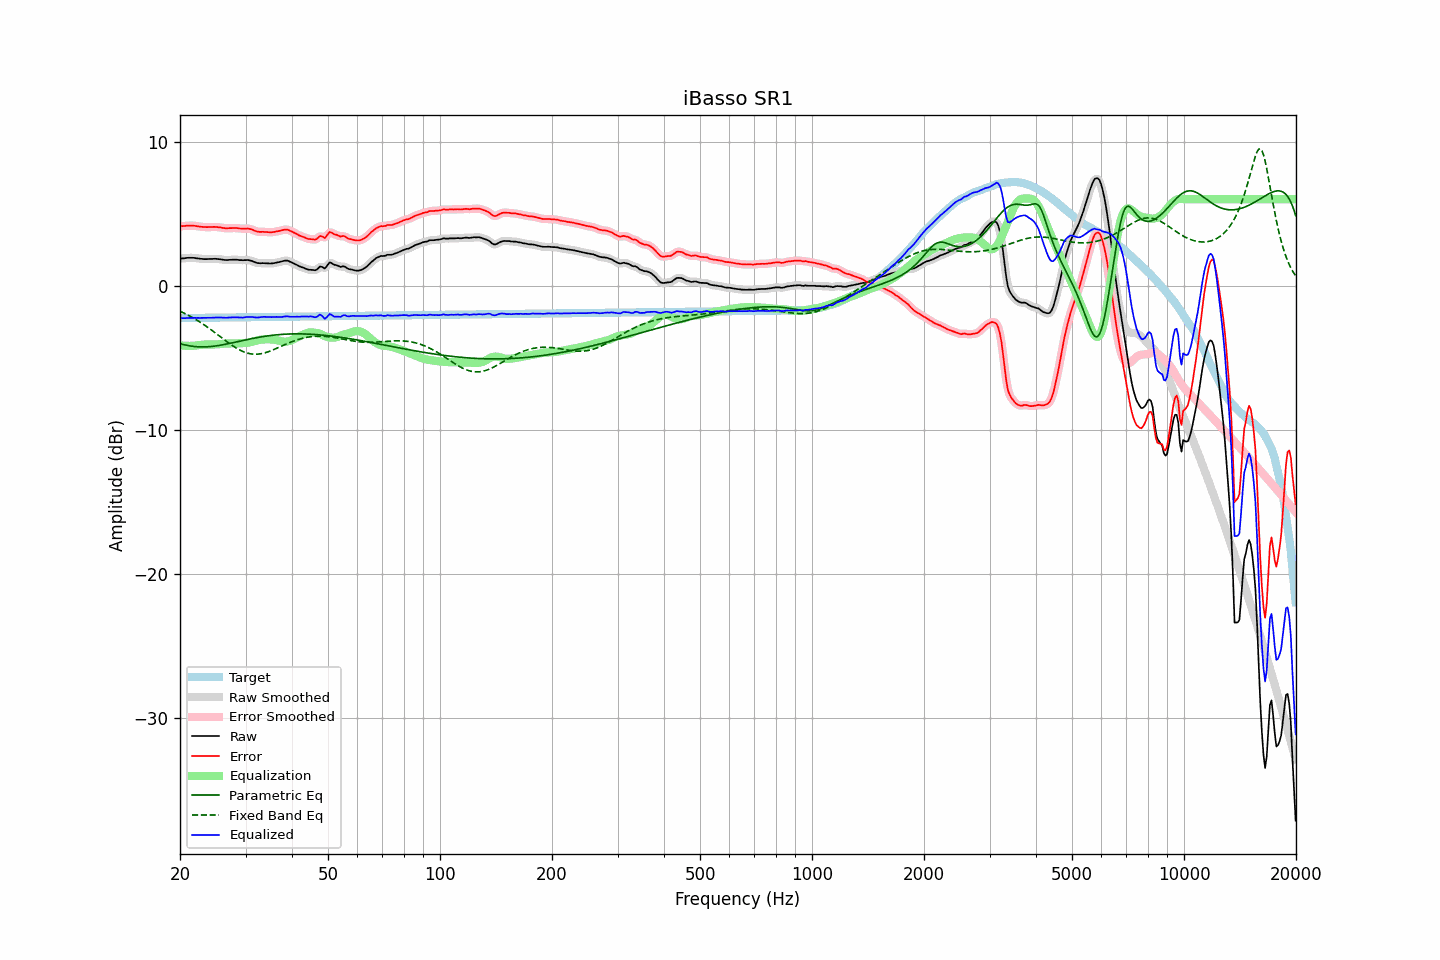 iBasso SR1
Amplitude (dBr)
10
0
−10
−20
−30
Target
Raw Smoothed
Error Smoothed
Raw
Error
Equalization
Parametric Eq
Fixed Band Eq
Equalized
20
50
100
200
500
1000
2000
5000
10000
20000
Frequency (Hz)